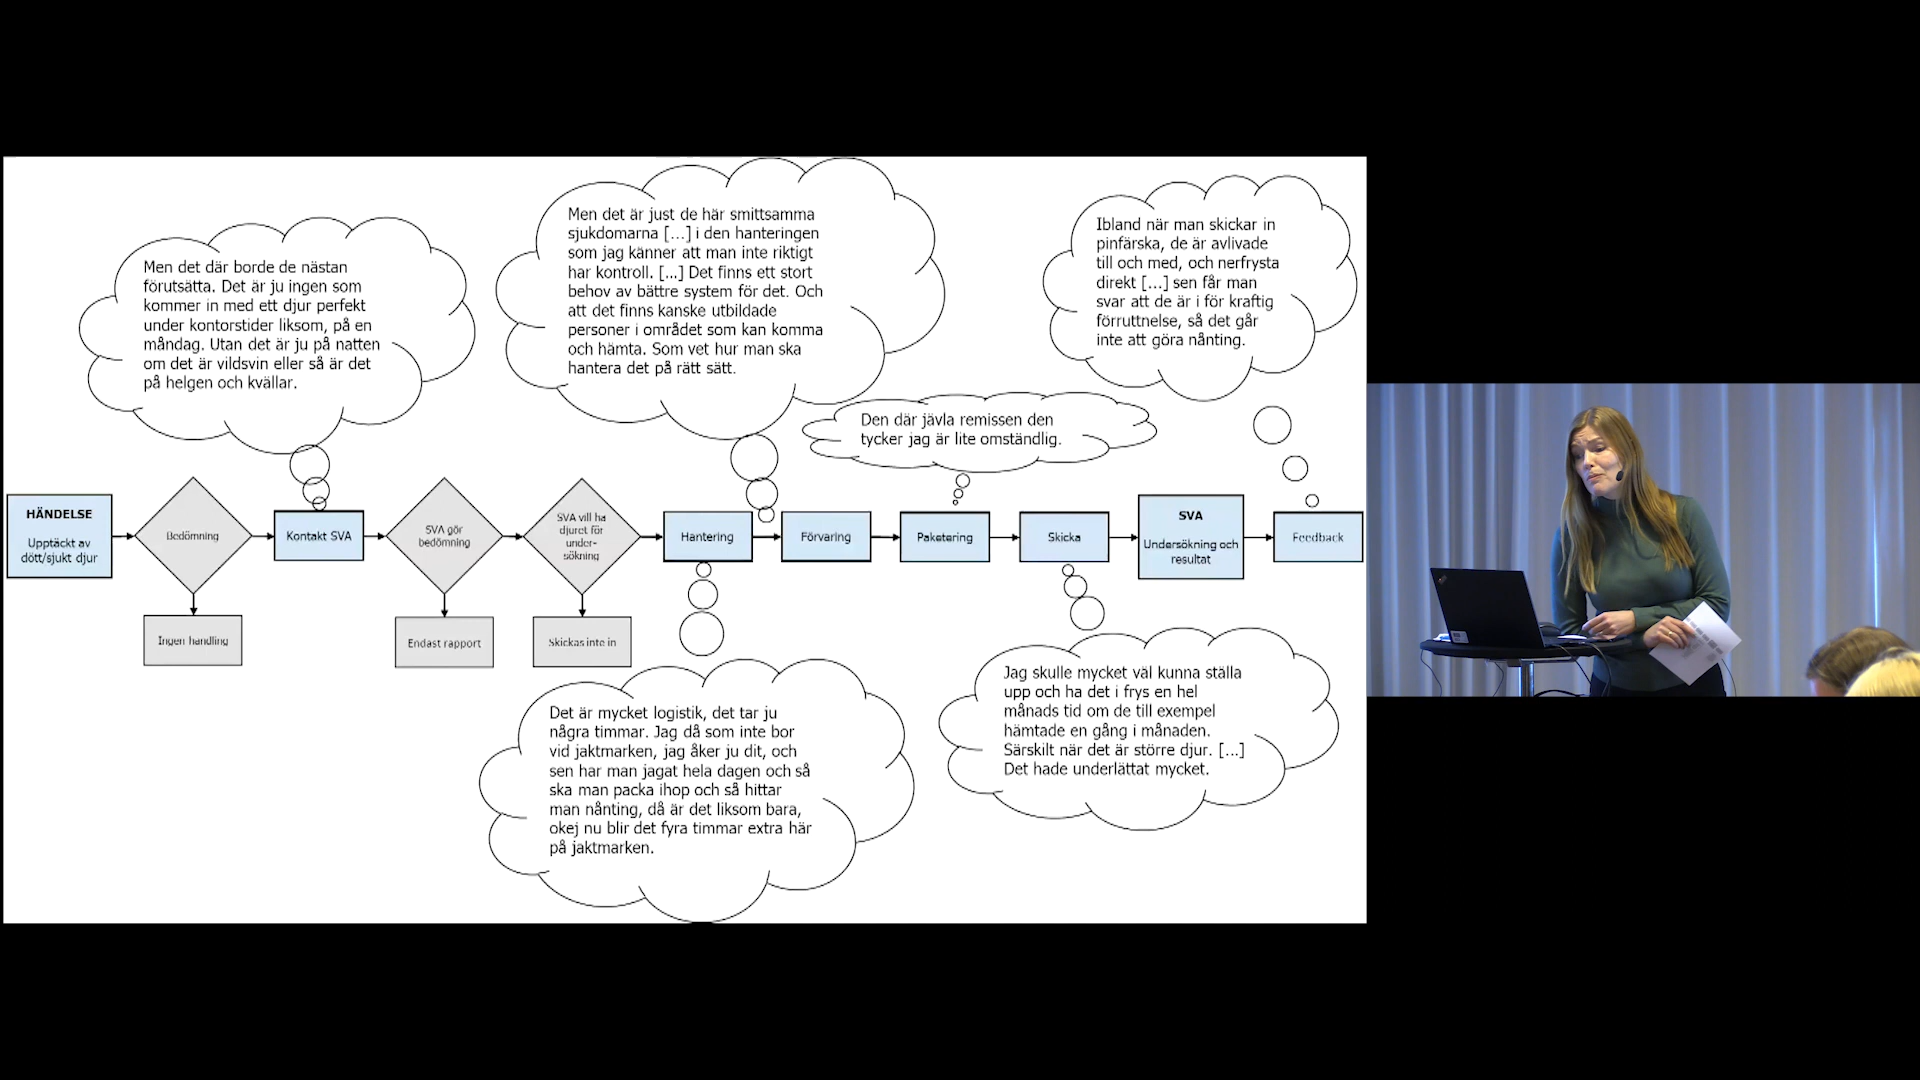 Men det där borde de nästan
förutsätta. Det är ju ingen som
kommer in med ett djur perfekt
under kontorstider liksom, på en
måndag. Utan det är ju på natten
om det är vildsvin eller så är det
på helgen och kvällar.
Men det är just de här smittsamma
sjukdomarna [...] i den hanteringen
som jag känner att man inte riktigt
har kontroll. [...] Det finns ett stort
behov av bättre system för det. Och
att det finns kanske utbildade
personer i området som kan komma
och hämta. Som vet hur man ska
hantera det på rätt sätt.
Ibland när man skickar in
pinfärska, de är avlivade
till och med, och nerfrysta
direkt [...] sen får man
svar att de är i för kraftig
förruttnelse, så det går
inte att göra nånting.
Den där jävla remissen den
tycker jag är lite omständlig.
HÄNDELSE
Upptäckt av
dött/sjukt djur
Bedömning
Kontakt SVA
SVA gör
bedömning
SVA vill ha
djuret för
under-
sökning
Hantering
Förvaring
Paketering
Skicka
SVA
Undersökning och
resultat
Feedback
Ingen handling
Endast rapport
Skickas inte in
Det är mycket logistik, det tar ju
några timmar. Jag då som inte bor
vid jaktmarken, jag åker ju dit, och
sen har man jagat hela dagen och så
ska man packa ihop och så hittar
man nånting, då är det liksom bara,
okej nu blir det fyra timmar extra här
på jaktmarken.
Jag skulle mycket väl kunna ställa
upp och ha det i frys en hel
månads tid om de till exempel
hämtade en gång i månaden.
Särskilt när det är större djur. [...]
Det hade underlättat mycket.